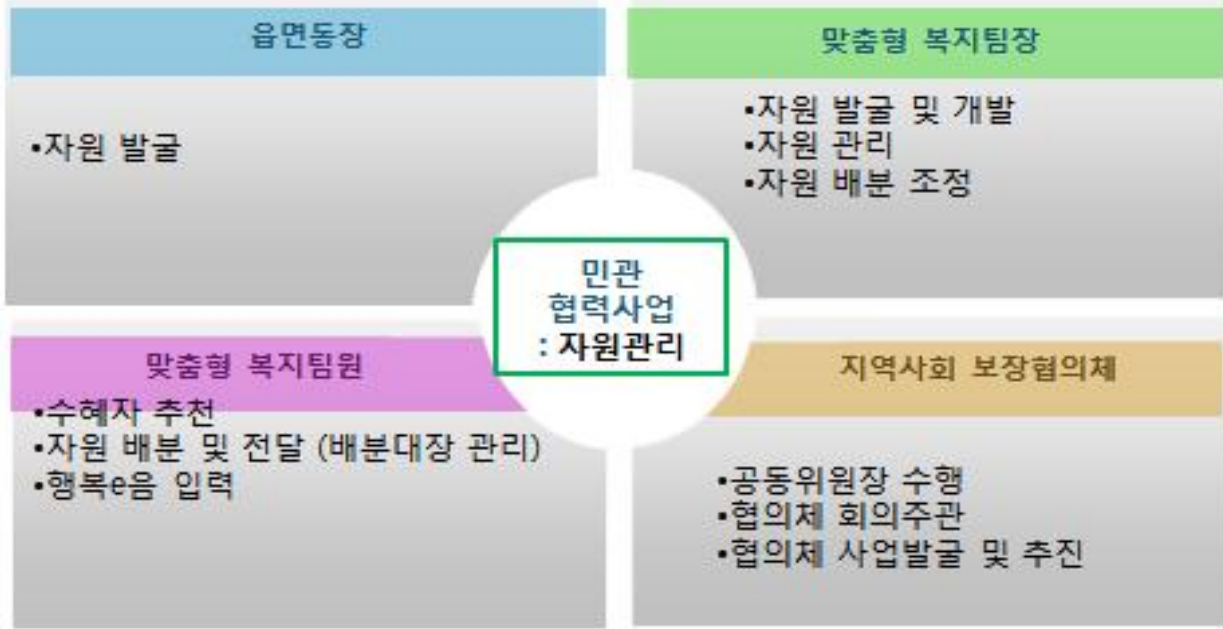 읍면동장
•자원 발굴
맞춤형 복지팀장
•자원 발굴 및 개발
•자원 관리
•자원 배분 조정
민관
협력사업
: 자원관리
맞춤형 복지팀원
•수혜자 추천
•자원 배분 및 전달 (배분대장 관리)
•행복e음 입력
지역사회 보장협의체
•공동위원장 수행
•협의체 회의주관
•협의체 사업발굴 및 추진